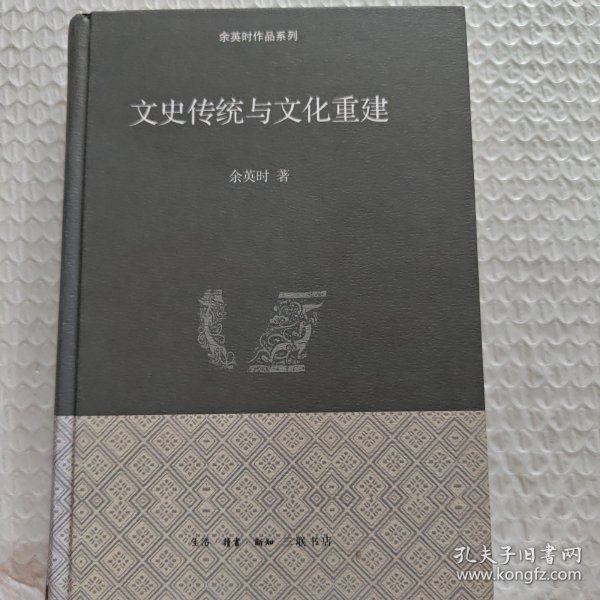 余英时作品系列
文史传统与文化重建
余英时 著
生活·读书·新知 三联书店
孔夫子旧书网
www.kongfz.com